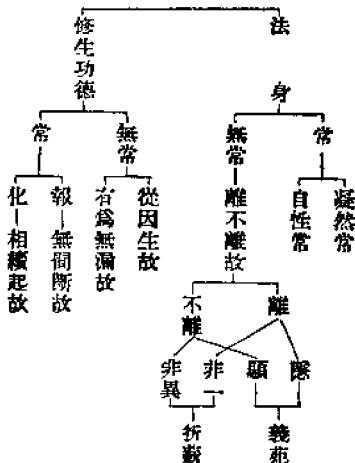 法身
常
凝然常
自性常
無常—離不離故
離
不離
隱
顯
非一
非異
義苑
折薪
修生功德
無常
從因生故
有爲無漏故
常
報—無間斷故
化—相續起故